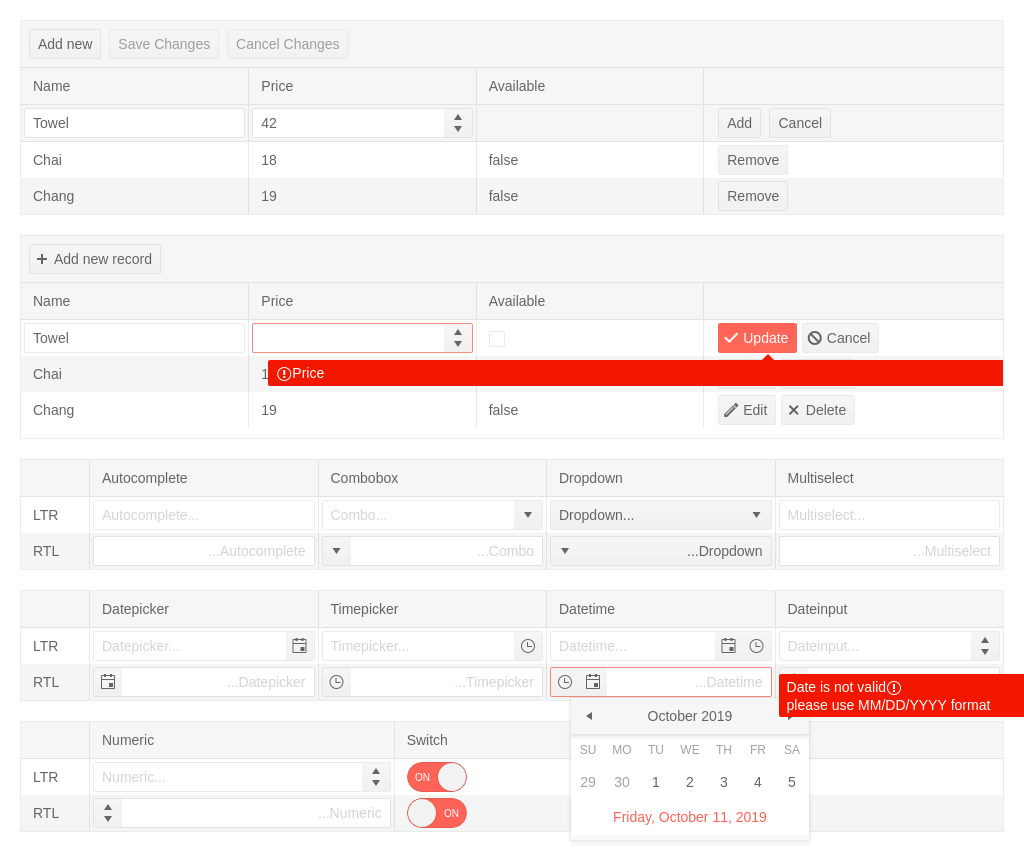 Add new Save Changes Cancel Changes
Name Price Available
Towel 42 Add Cancel
Chai 18 false Remove
Chang 19 false Remove
Add new record
Name Price Available
Towel Update Cancel
Chai
Price
Chang 19 false Edit Delete
Autocomplete Combobox Dropdown Multiselect
LTR Autocomplete... Combo... Dropdown... Multiselect...
RTL ...Autocomplete ...Combo ...Dropdown ...Multiselect
Datepicker Timepicker Datetime Dateinput
LTR Datepicker... Timepicker... Datetime... Dateinput...
RTL ...Datepicker ...Timepicker ...Datetime
Date is not valid
please use MM/DD/YYYY format
October 2019
SU MO TU WE TH FR SA
29 30 1 2 3 4 5
Friday, October 11, 2019
Numeric Switch
LTR Numeric... ON
RTL ...Numeric ON